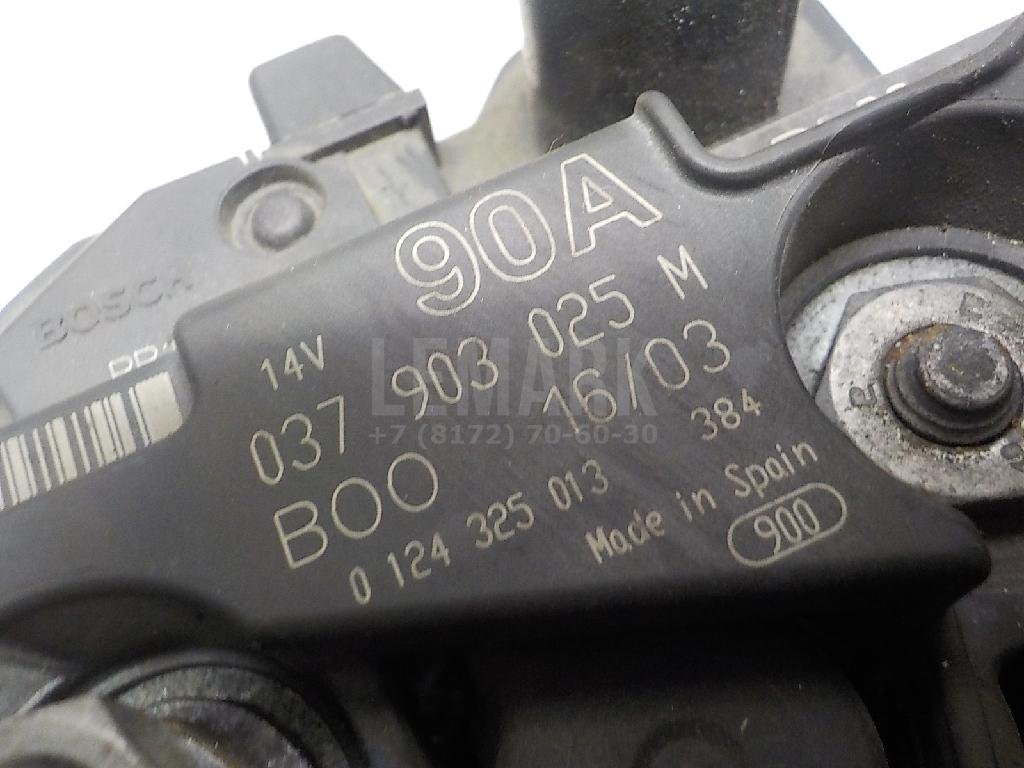 BOSCH
90A
14V
037 903 025 M
BOO 16/03
0 124 325 013 384
Made in Spain
900
LEMARK
+7 (8172) 70-60-30